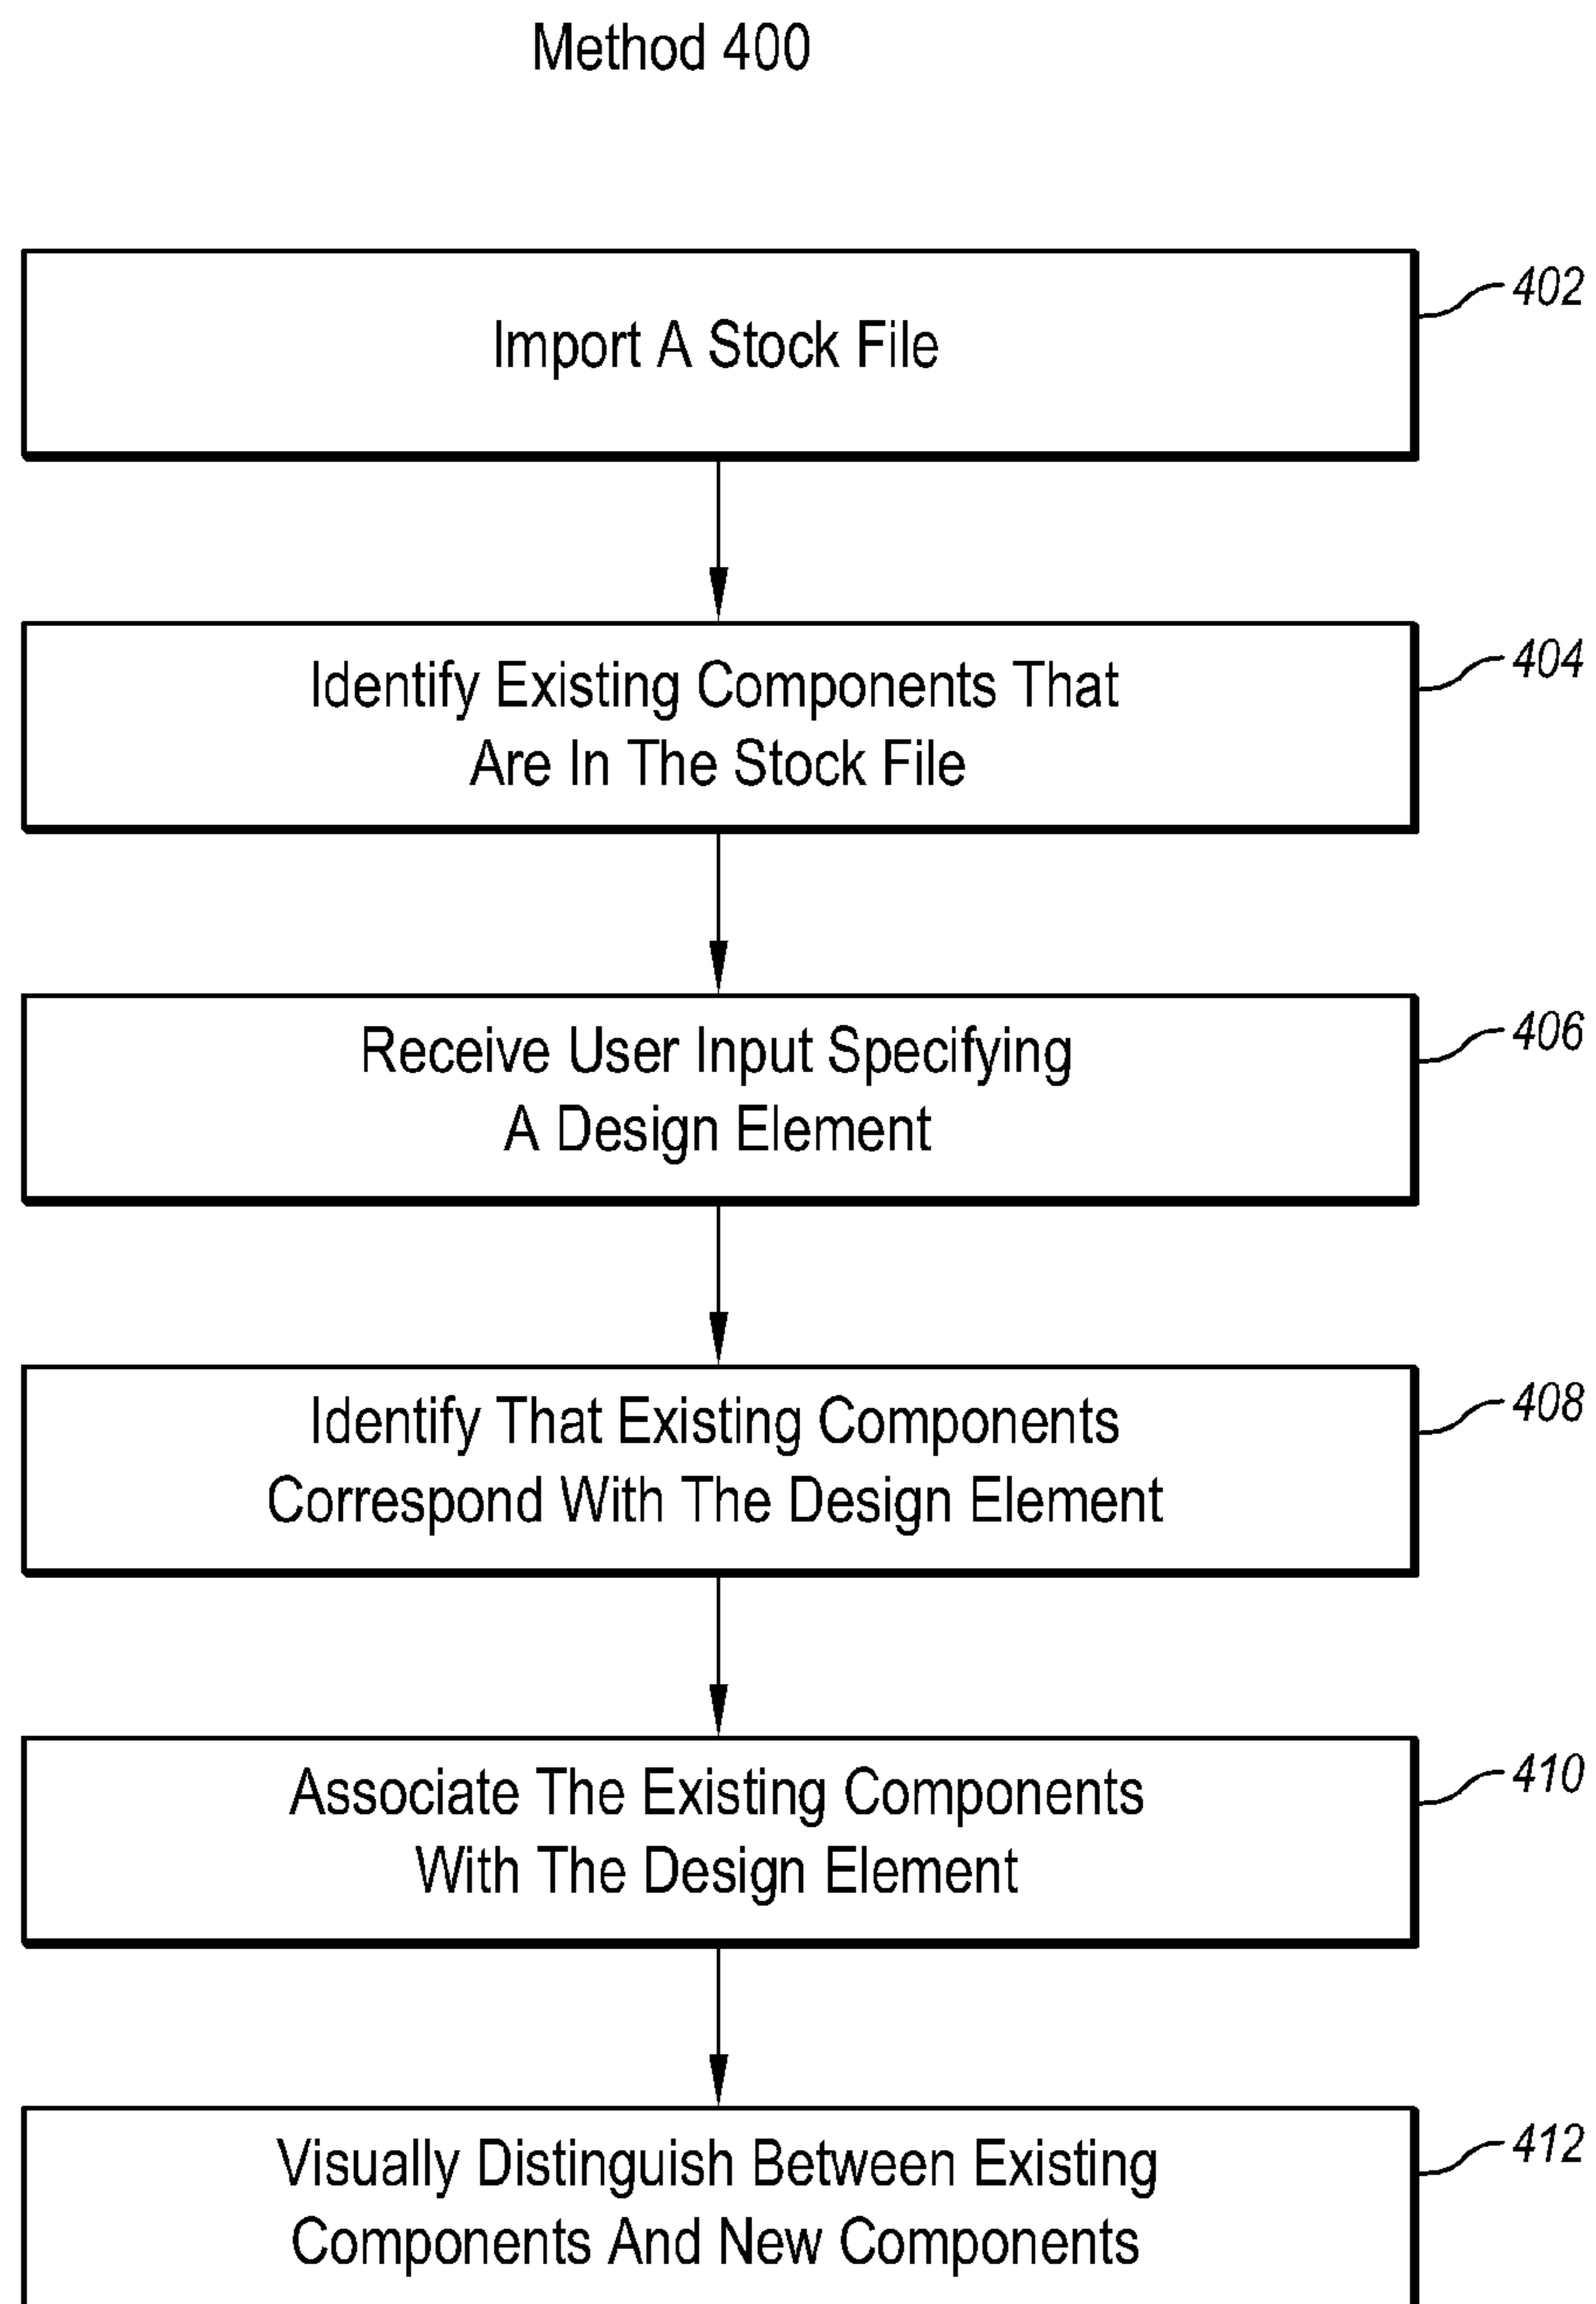 Method 400
Import A Stock File
402
Identify Existing Components That
Are In The Stock File
404
Receive User Input Specifying
A Design Element
406
Identify That Existing Components
Correspond With The Design Element
408
Associate The Existing Components
With The Design Element
410
Visually Distinguish Between Existing
Components And New Components
412